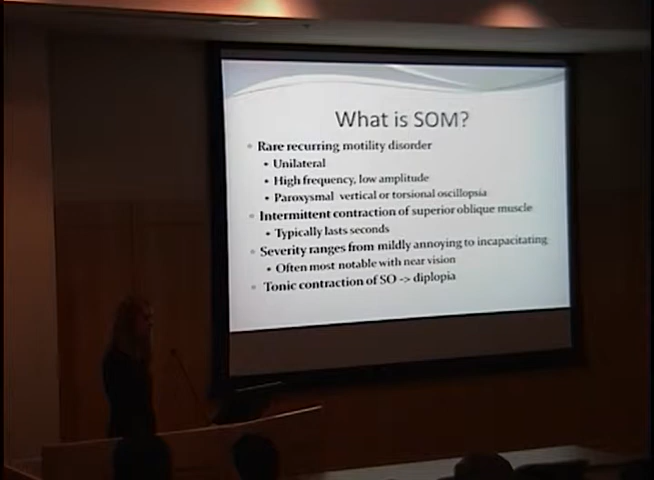 What is SOM?
Rare recurring motility disorder
Unilateral
High frequency, low amplitude
Paroxysmal vertical or torsional oscillopsia
Intermittent contraction of superior oblique muscle
Typically lasts seconds
Severity ranges from mildly annoying to incapacitating
Often most notable with near vision
Tonic contraction of SO -> diplopia